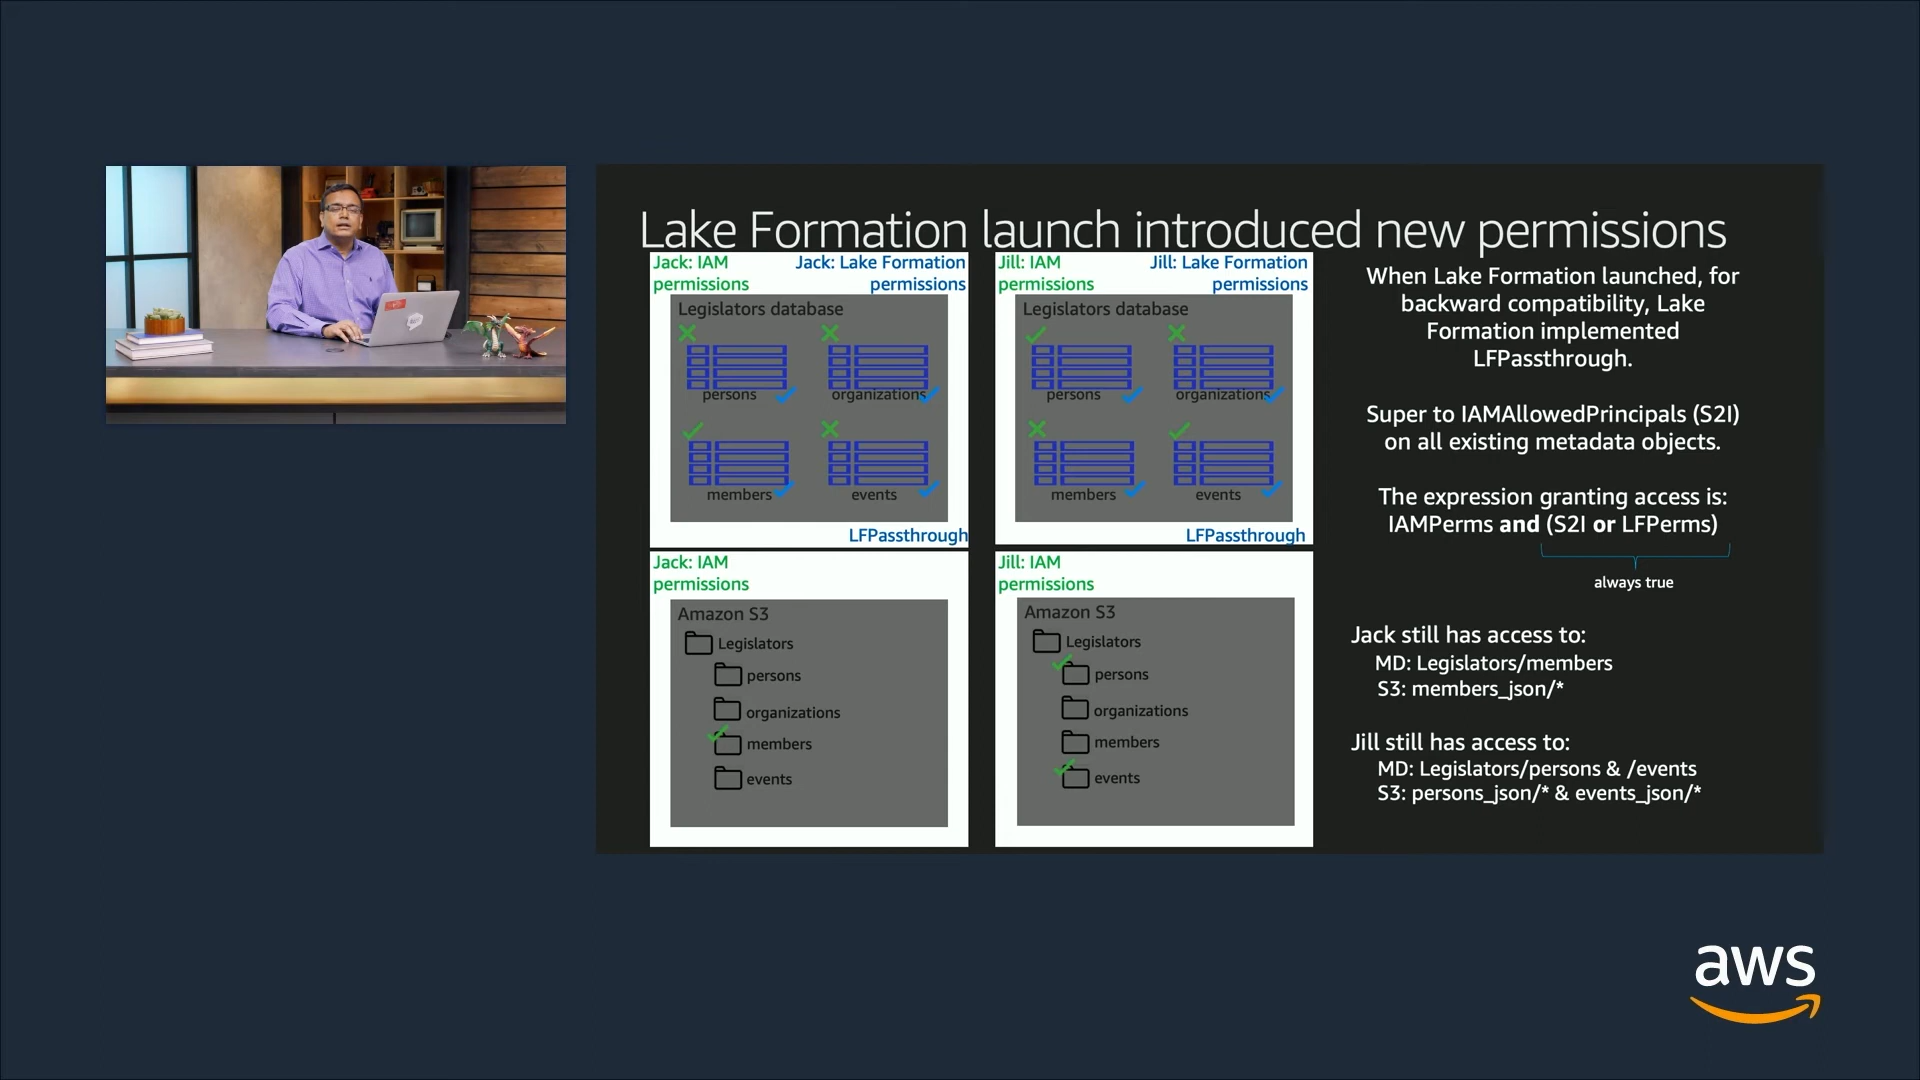 Lake Formation launch introduced new permissions
Jack: IAM
permissions
Jack: Lake Formation
permissions
Legislators database
persons
organizations
members
events
LFPassthrough
Jill: IAM
permissions
Jill: Lake Formation
permissions
Legislators database
persons
organizations
members
events
LFPassthrough
Jack: IAM
permissions
Amazon S3
Legislators
persons
organizations
members
events
Jill: IAM
permissions
Amazon S3
Legislators
persons
organizations
members
events
When Lake Formation launched, for
backward compatibility, Lake
Formation implemented
LFPassthrough.
Super to IAMAllowedPrincipals (S2I)
on all existing metadata objects.
The expression granting access is:
IAMPerms and (S2I or LFPerms)
always true
Jack still has access to:
MD: Legislators/members
S3: members_json/*
Jill still has access to:
MD: Legislators/persons & /events
S3: persons_json/* & events_json/*
aws